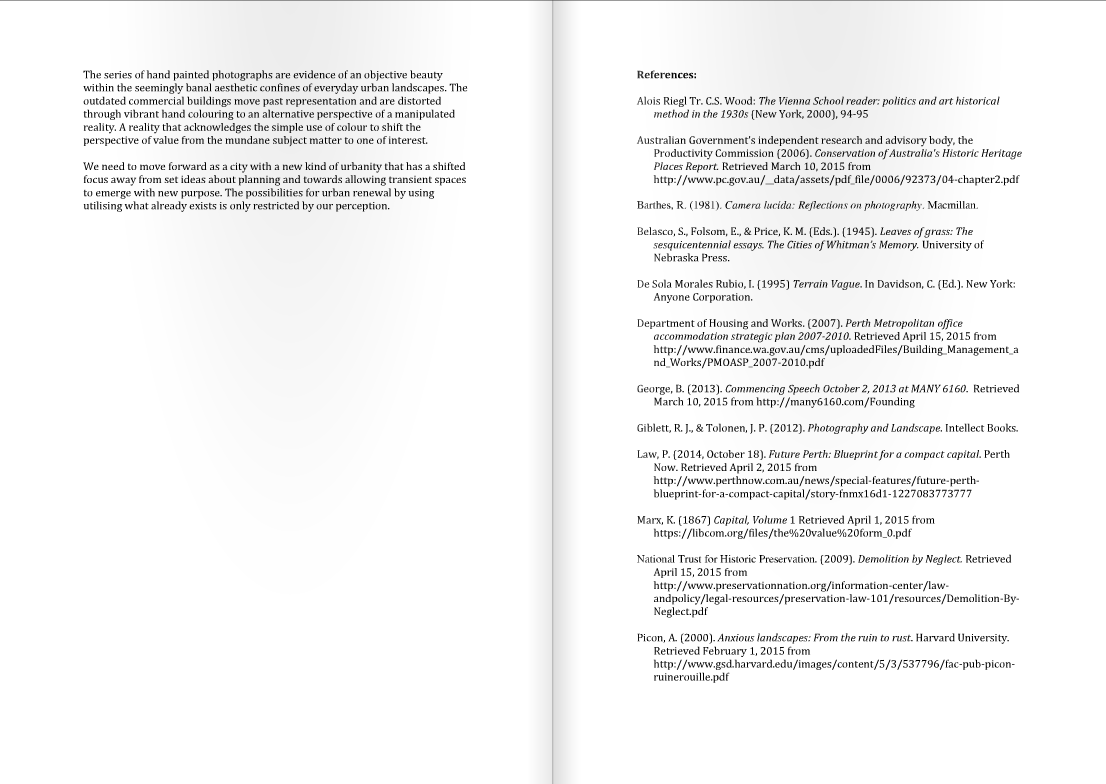 The series of hand painted photographs are evidence of an objective beauty
within the seemingly banal aesthetic confines of everyday urban landscapes. The
outdated commercial buildings move past representation and are distorted
through vibrant hand colouring to an alternative perspective of a manipulated
reality. A reality that acknowledges the simple use of colour to shift the
perspective of value from the mundane subject matter to one of interest.
We need to move forward as a city with a new kind of urbanity that has a shifted
focus away from set ideas about planning and towards allowing transient spaces
to emerge with new purpose. The possibilities for urban renewal by using
utilising what already exists is only restricted by our perception.
References:
Alois Riegl Tr. C.S. Wood: The Vienna School reader: politics and art historical
method in the 1930s (New York, 2000), 94-95
Australian Government's independent research and advisory body, the
Productivity Commission (2006). Conservation of Australia's Historic Heritage
Places Report. Retrieved March 10, 2015 from
http://www.pc.gov.au/__data/assets/pdf_file/0006/92373/04-chapter2.pdf
Barthes, R. (1981). Camera lucida: Reflections on photography. Macmillan.
Belasco, S., Folsom, E., & Price, K. M. (Eds.). (1945). Leaves of grass: The
sesquicentennial essays. The Cities of Whitman's Memory. University of
Nebraska Press.
De Sola Morales Rubio, I. (1995) Terrain Vague. In Davidson, C. (Ed.). New York:
Anyone Corporation.
Department of Housing and Works. (2007). Perth Metropolitan office
accommodation strategic plan 2007-2010. Retrieved April 15, 2015 from
http://www.finance.wa.gov.au/cms/uploadedFiles/Building_Management_a
nd_Works/PMOASP_2007-2010.pdf
George, B. (2013). Commencing Speech October 2, 2013 at MANY 6160. Retrieved
March 10, 2015 from http://many6160.com/Founding
Giblett, R. J., & Tolonen, J. P. (2012). Photography and Landscape. Intellect Books.
Law, P. (2014, October 18). Future Perth: Blueprint for a compact capital. Perth
Now. Retrieved April 2, 2015 from
http://www.perthnow.com.au/news/special-features/future-perth-
blueprint-for-a-compact-capital/story-fnmx16d1-1227083773777
Marx, K. (1867) Capital, Volume 1 Retrieved April 1, 2015 from
https://libcom.org/files/the%20value%20form_0.pdf
National Trust for Historic Preservation. (2009). Demolition by Neglect. Retrieved
April 15, 2015 from
http://www.preservationnation.org/information-center/law-
andpolicy/legal-resources/preservation-law-101/resources/Demolition-By-
Neglect.pdf
Picon, A. (2000). Anxious landscapes: From the ruin to rust. Harvard University.
Retrieved February 1, 2015 from
http://www.gsd.harvard.edu/images/content/5/3/537796/fac-pub-picon-
ruinerouille.pdf